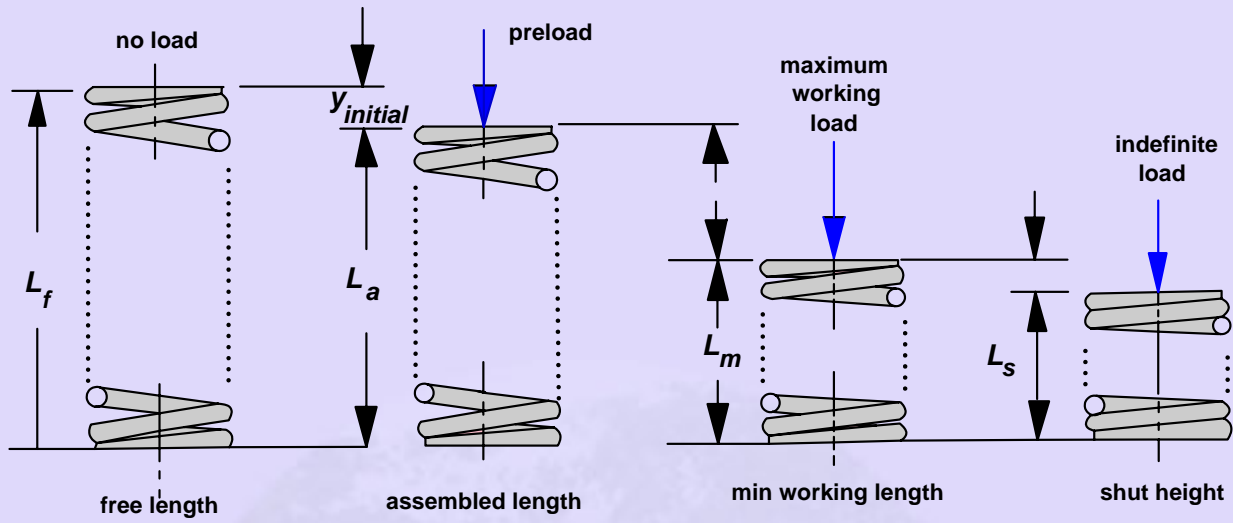 no load
preload
maximum
working
load
indefinite
load
y initial
L f
L a
L m
L s
free length
assembled length
min working length
shut height